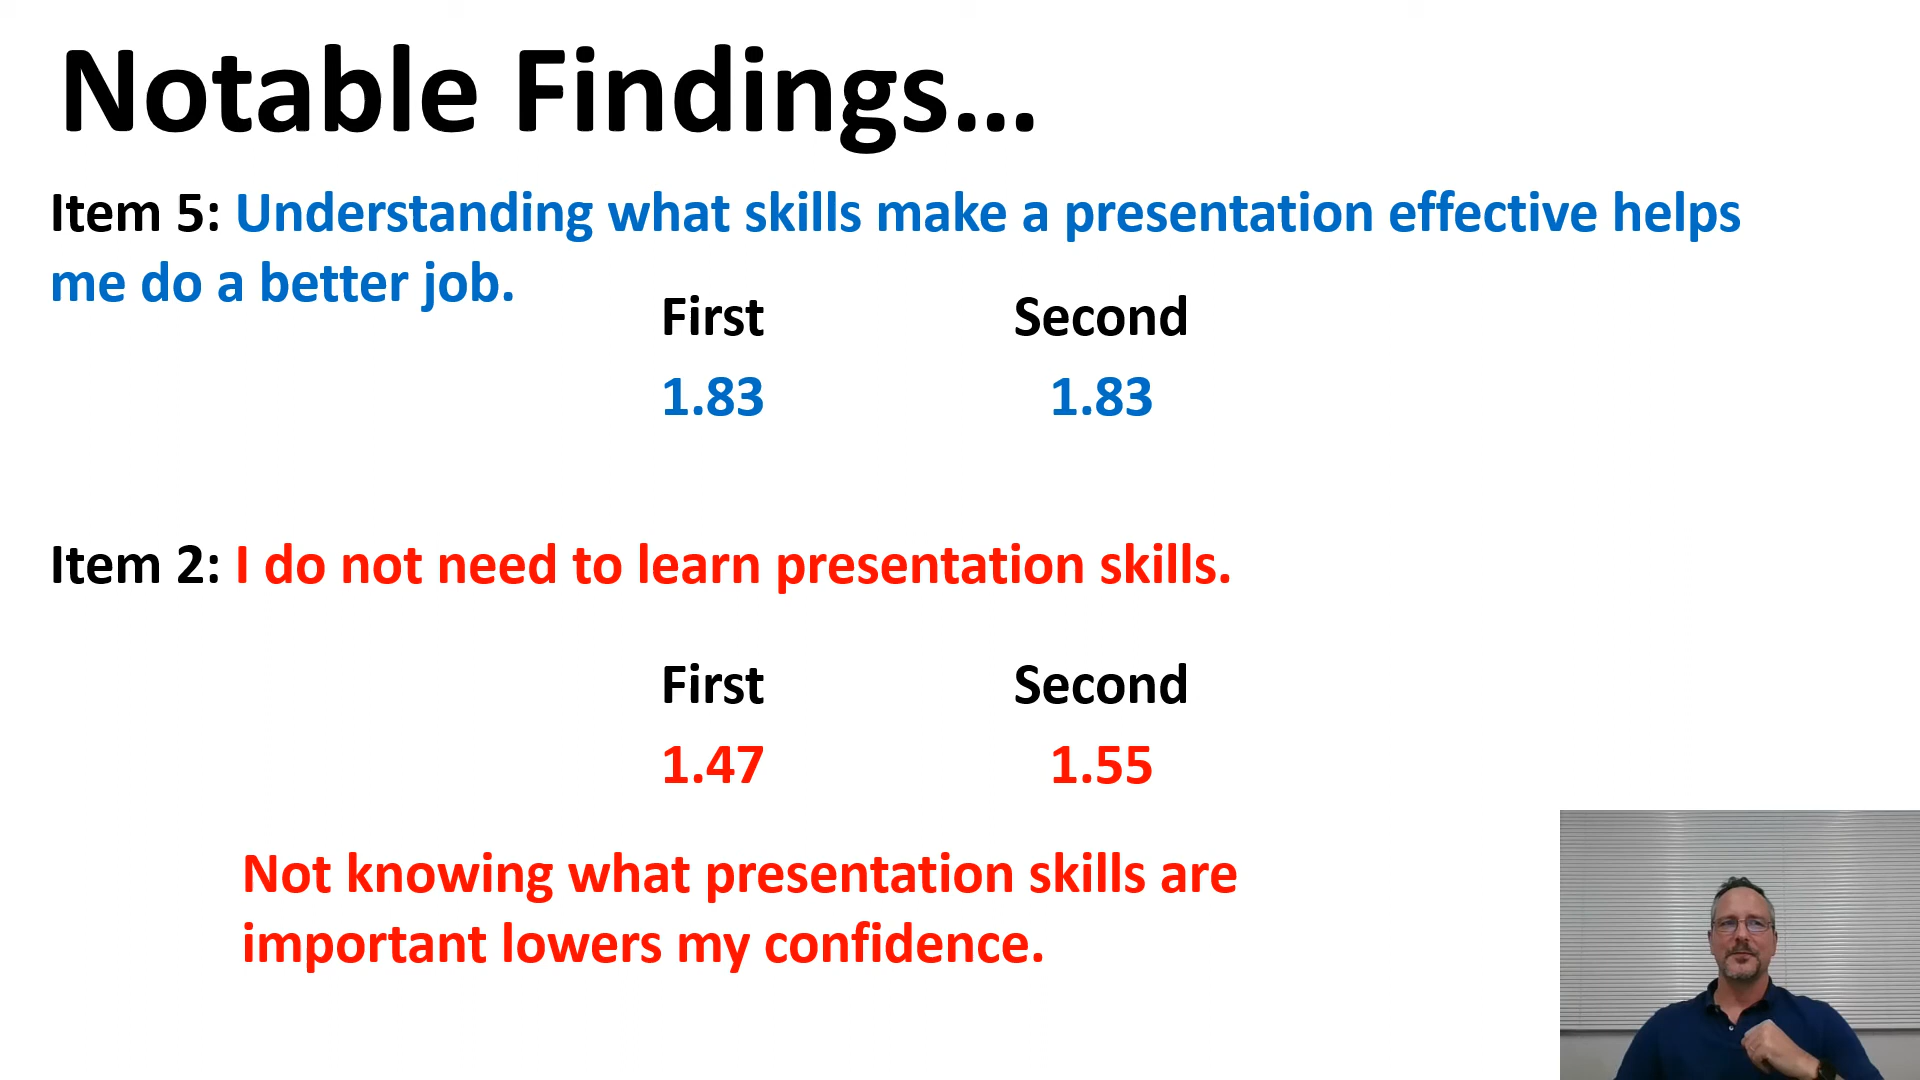 Notable Findings...
Item 5: Understanding what skills make a presentation effective helps
me do a better job.
First Second
1.83 1.83
Item 2: I do not need to learn presentation skills.
First Second
1.47 1.55
Not knowing what presentation skills are
important lowers my confidence.